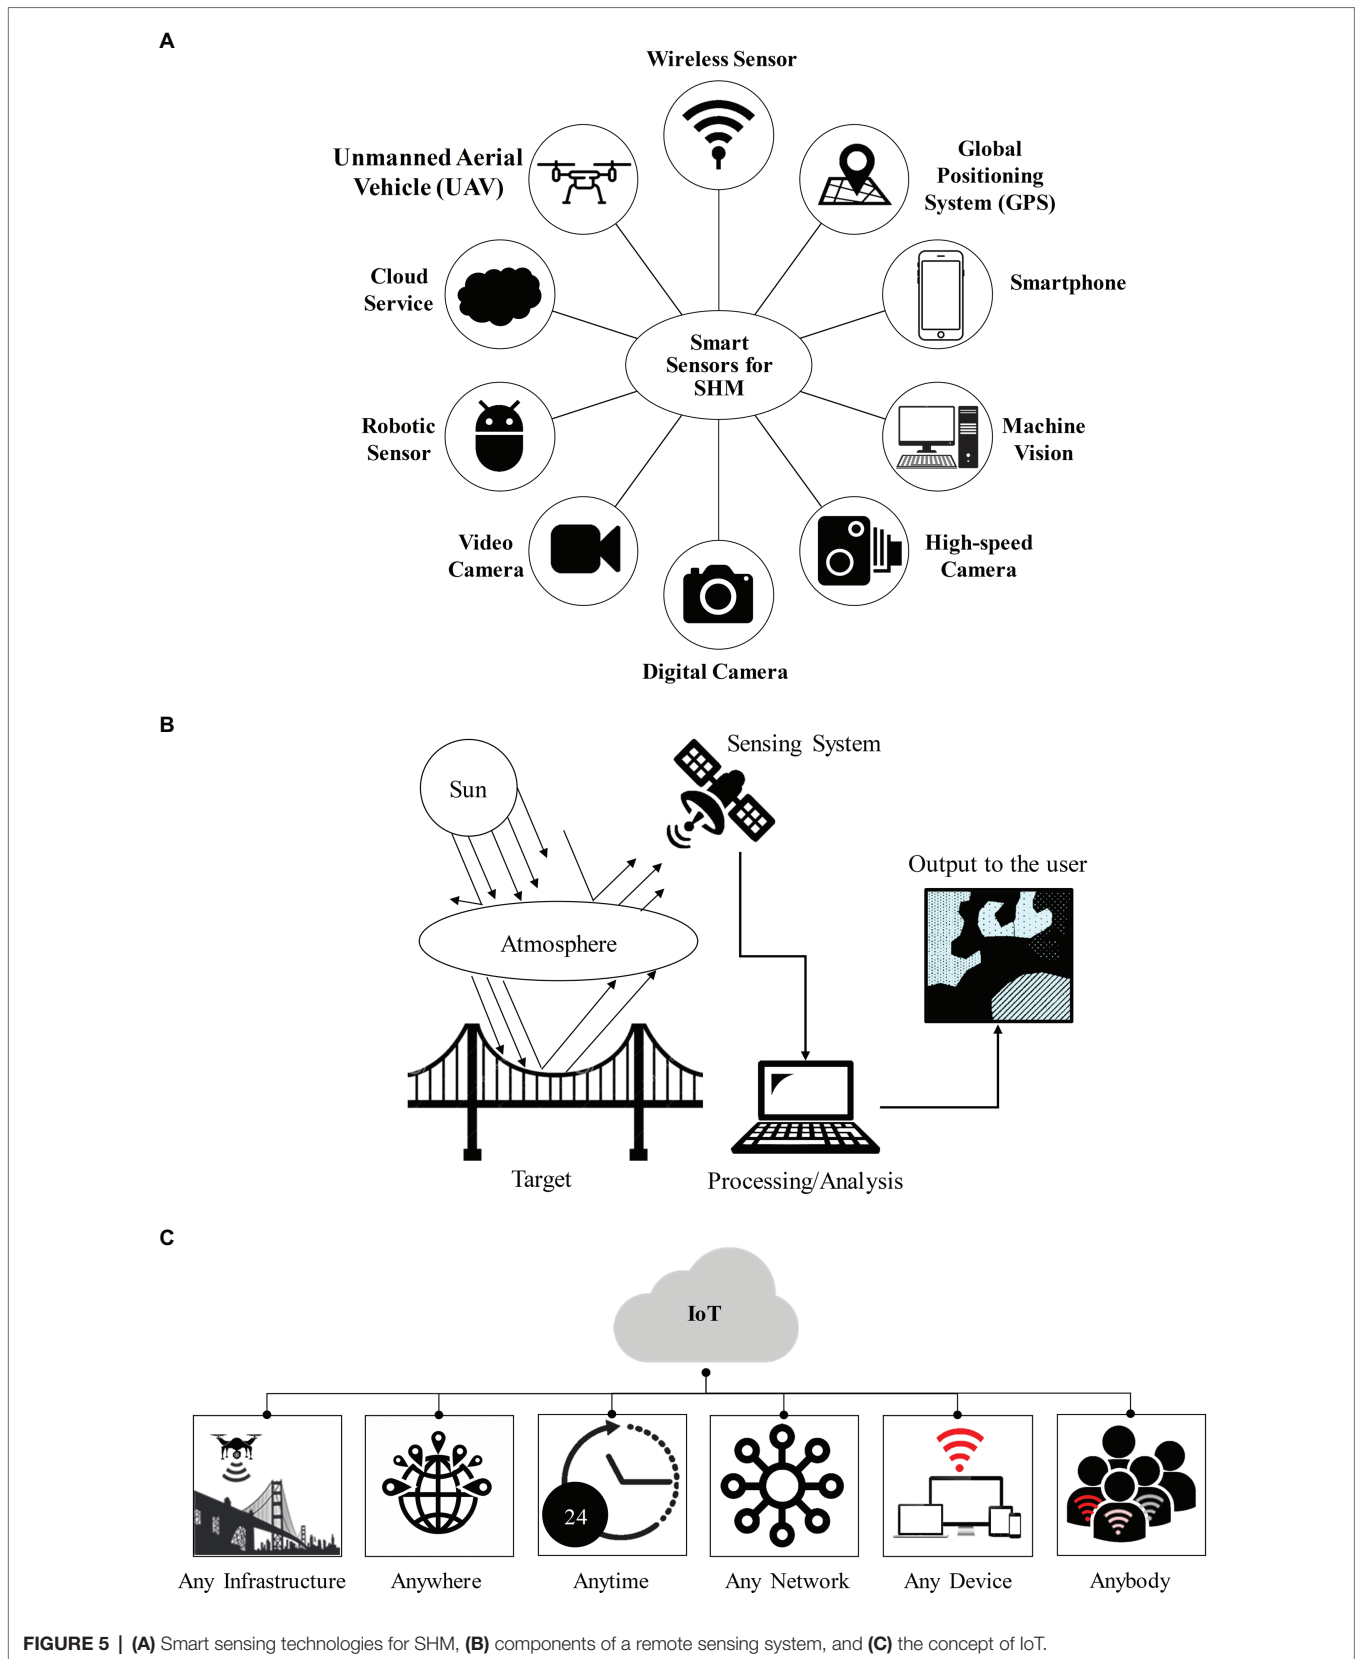 A
Wireless Sensor
Unmanned Aerial
Vehicle (UAV)
Global
Positioning
System (GPS)
Cloud
Service
Smartphone
Smart
Sensors for
SHM
Robotic
Sensor
Machine
Vision
Video
Camera
High-speed
Camera
Digital Camera
B
Sensing System
Sun
Output to the user
Atmosphere
Target
Processing/Analysis
C
IoT
24
Any Infrastructure
Anywhere
Anytime
Any Network
Any Device
Anybody
FIGURE 5 | (A) Smart sensing technologies for SHM, (B) components of a remote sensing system, and (C) the concept of IoT.